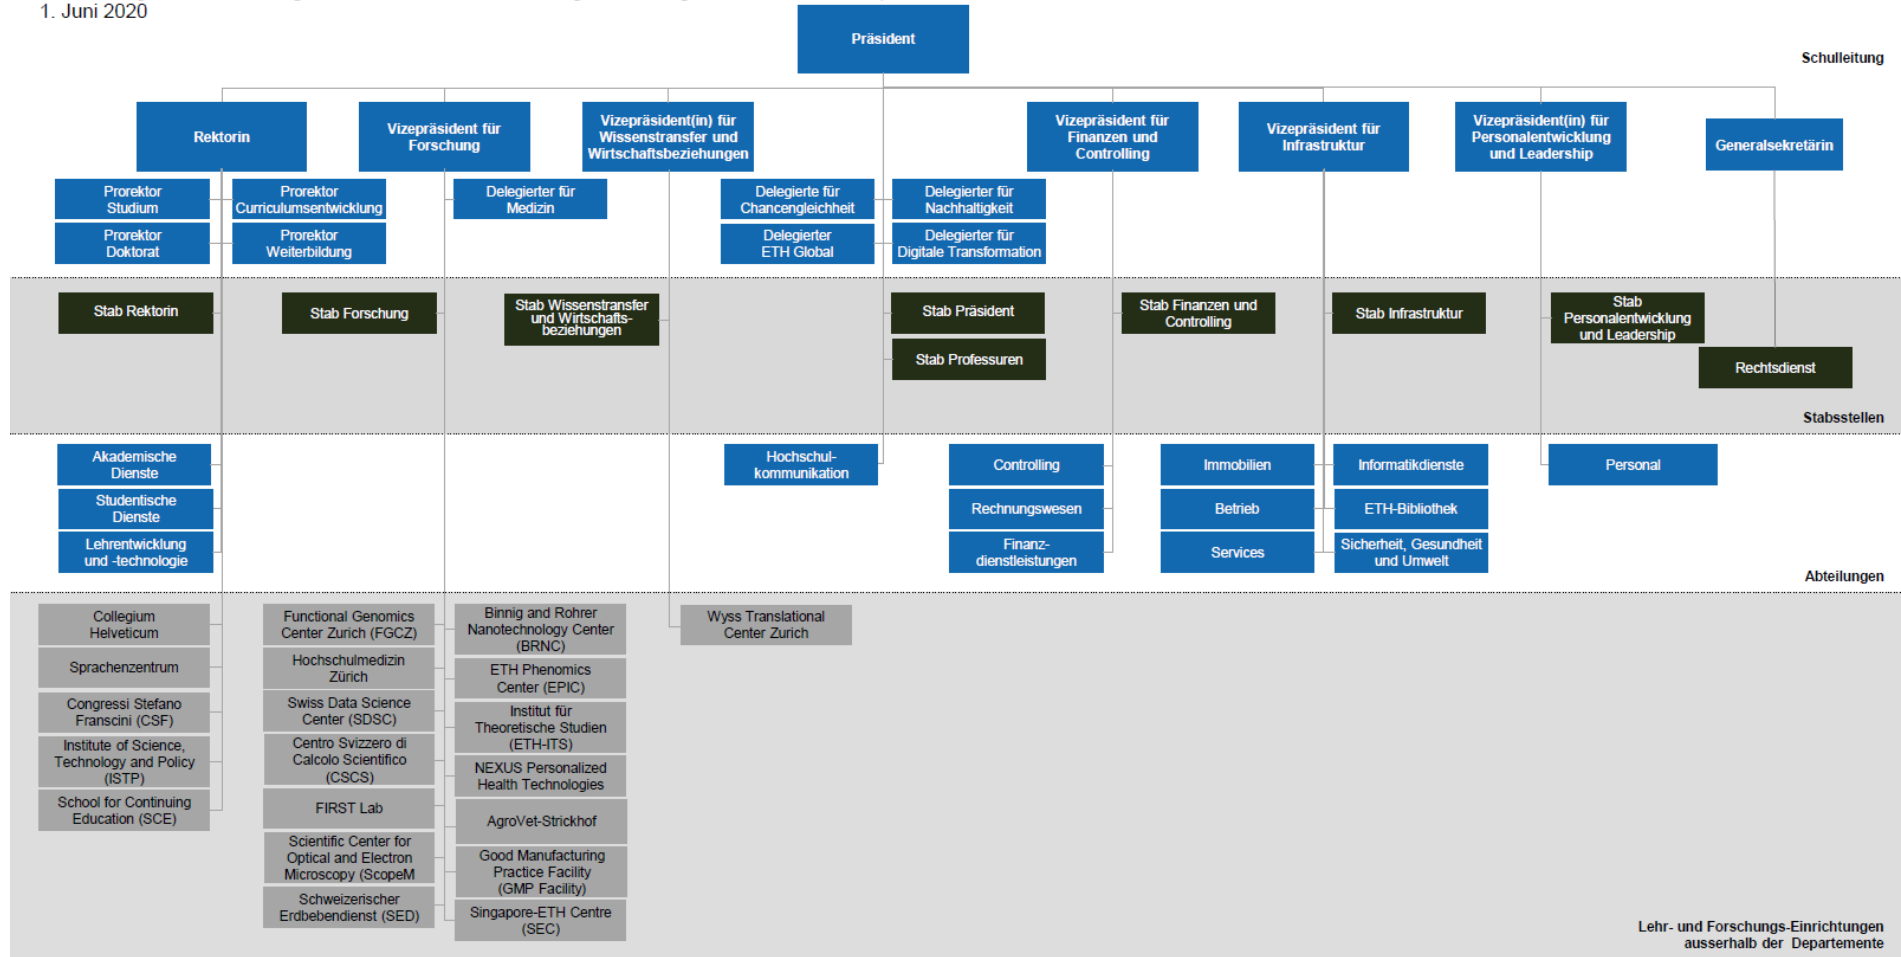 1. Juni 2020
Präsident
Schulleitung
Rektorin
Vizepräsident für
Forschung
Vizepräsident(in) für
Wissenstransfer und
Wirtschaftsbeziehungen
Vizepräsident für
Finanzen und
Controlling
Vizepräsident für
Infrastruktur
Vizepräsident(in) für
Personalentwicklung
und Leadership
Generalsekretärin
Prorektor
Studium
Prorektor
Curriculumsentwicklung
Delegierter für
Medizin
Delegierte für
Chancengleichheit
Delegierter für
Nachhaltigkeit
Prorektor
Doktorat
Prorektor
Weiterbildung
Delegierter
ETH Global
Delegierter für
Digitale Transformation
Stab Rektorin
Stab Forschung
Stab Wissenstransfer
und Wirtschafts-
beziehungen
Stab Präsident
Stab Finanzen und
Controlling
Stab Infrastruktur
Stab
Personalentwicklung
und Leadership
Stab Professuren
Rechtsdienst
Stabsstellen
Akademische
Dienste
Hochschul-
kommunikation
Controlling
Immobilien
Informatikdienste
Personal
Studentische
Dienste
Rechnungswesen
Betrieb
ETH-Bibliothek
Lehrentwicklung
und -technologie
Finanz-
dienstleistungen
Services
Sicherheit, Gesundheit
und Umwelt
Abteilungen
Collegium
Helveticum
Functional Genomics
Center Zurich (FGCZ)
Binnig and Rohrer
Nanotechnology Center
(BRNC)
Wyss Translational
Center Zurich
Sprachenzentrum
Hochschulmedizin
Zürich
ETH Phenomics
Center (EPIC)
Congressi Stefano
Franscini (CSF)
Swiss Data Science
Center (SDSC)
Institut für
Theoretische Studien
(ETH-ITS)
Institute of Science,
Technology and Policy
(ISTP)
Centro Svizzero di
Calcolo Scientifico
(CSCS)
NEXUS Personalized
Health Technologies
School for Continuing
Education (SCE)
FIRST Lab
AgroVet-Strickhof
Scientific Center for
Optical and Electron
Microscopy (ScopeM
Good Manufacturing
Practice Facility
(GMP Facility)
Schweizerischer
Erdbebendienst (SED)
Singapore-ETH Centre
(SEC)
Lehr- und Forschungs-Einrichtungen
ausserhalb der Departemente